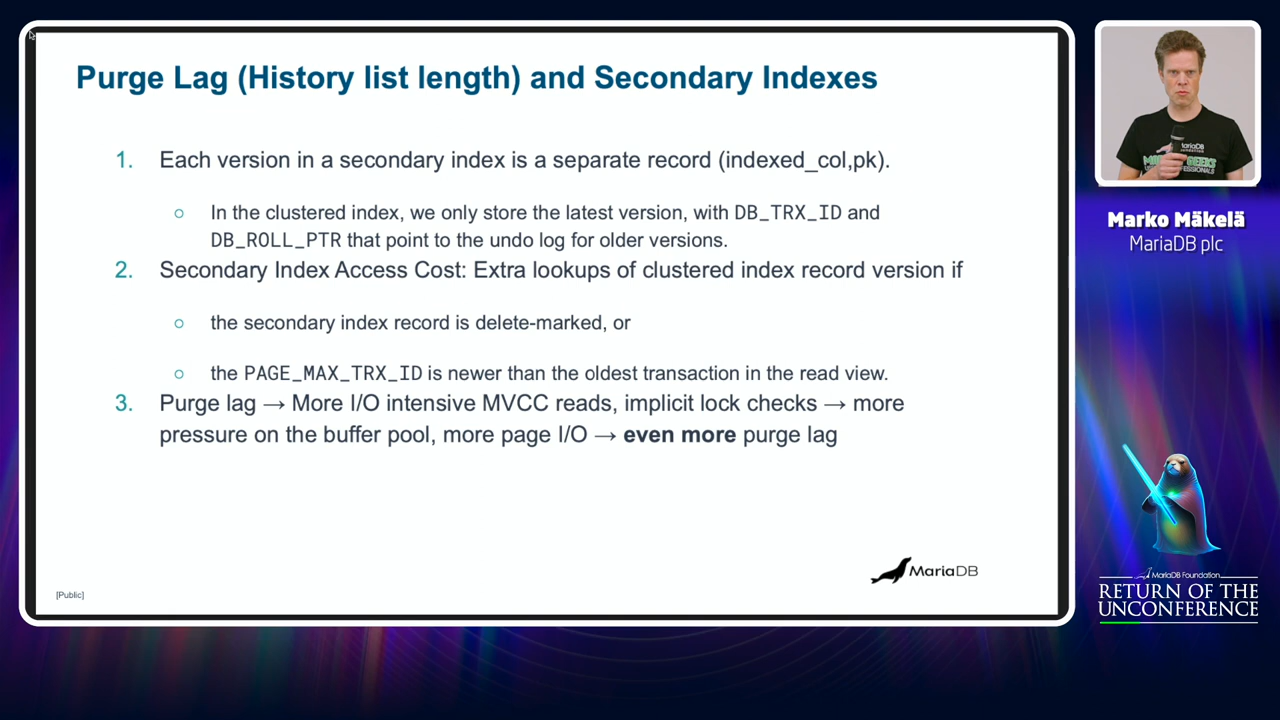 Purge Lag (History list length) and Secondary Indexes
1. Each version in a secondary index is a separate record (indexed_col,pk).
○ In the clustered index, we only store the latest version, with DB_TRX_ID and
DB_ROLL_PTR that point to the undo log for older versions.
2. Secondary Index Access Cost: Extra lookups of clustered index record version if
○ the secondary index record is delete-marked, or
○ the PAGE_MAX_TRX_ID is newer than the oldest transaction in the read view.
3. Purge lag → More I/O intensive MVCC reads, implicit lock checks → more
pressure on the buffer pool, more page I/O → even more purge lag
MariaDB
[Public]
MariaDB
Marko Mäkelä
MariaDB plc
MariaDB Foundation
RETURN OF THE
UNCONFERENCE